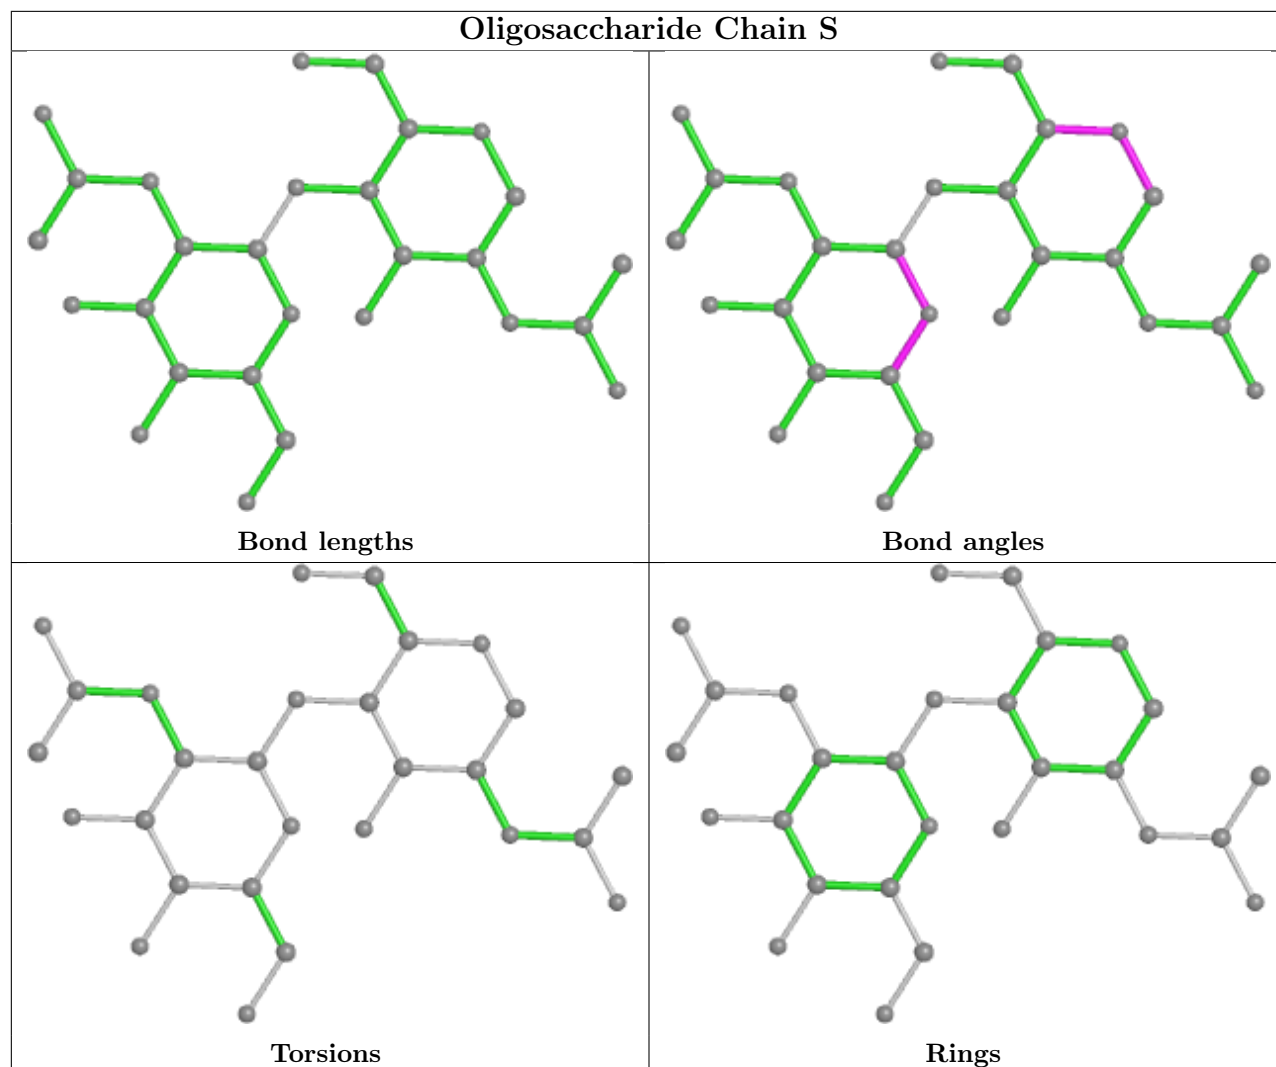 Oligosaccharide Chain S
Bond lengths
Bond angles
Torsions
Rings